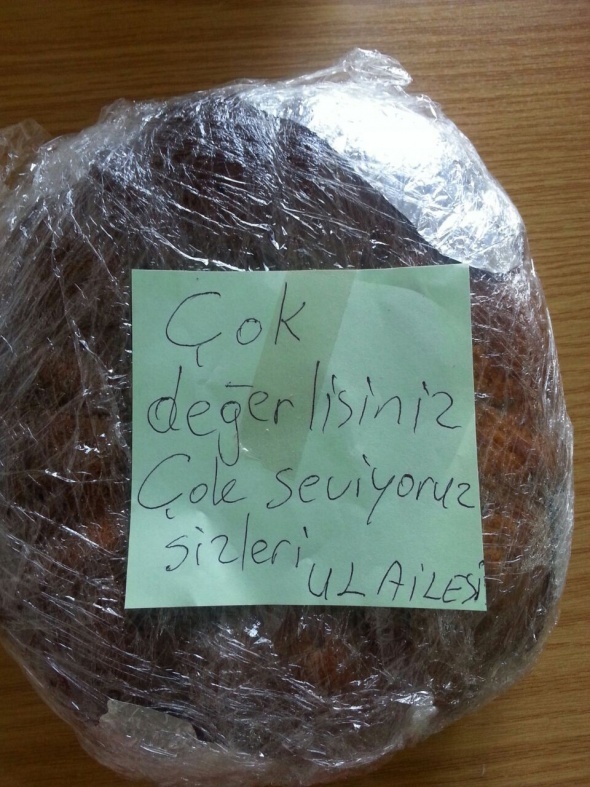 Çok
değerlisiniz
Çok seviyoruz
sizleri
UL AİLESİ